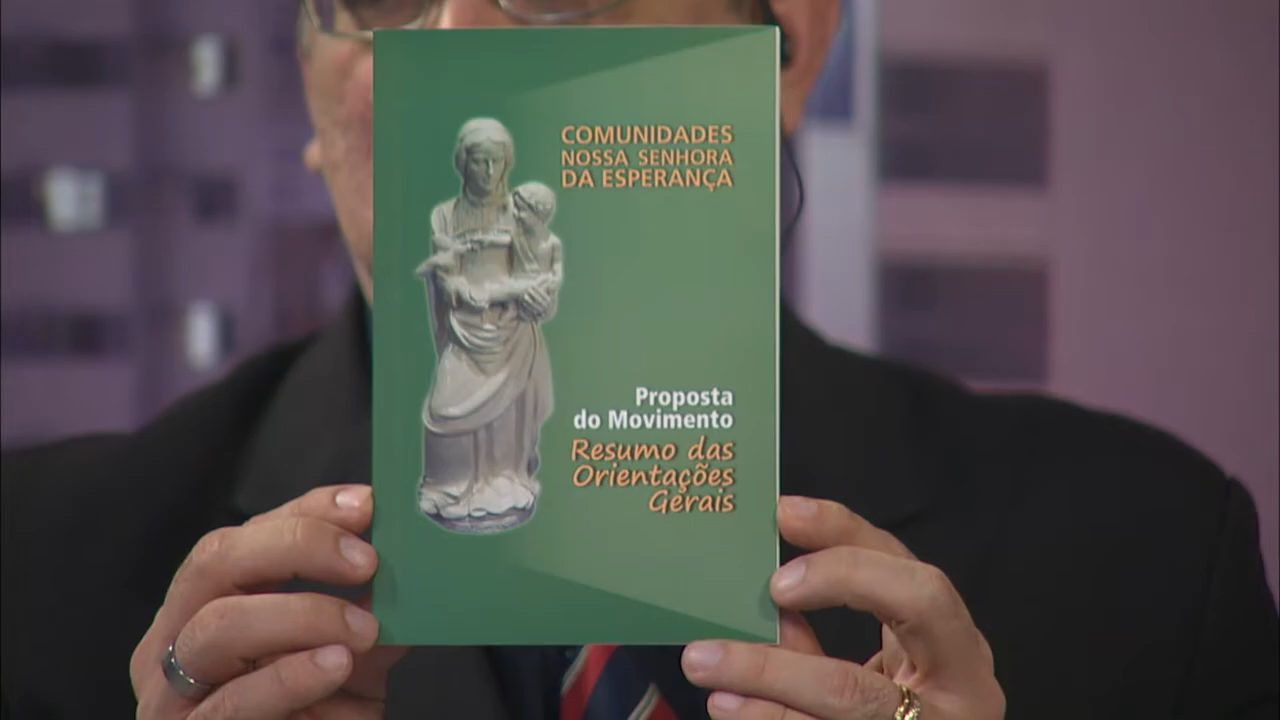 COMUNIDADES
NOSSA SENHORA
DA ESPERANÇA
Proposta
do Movimento
Resumo das
Orientações
Gerais